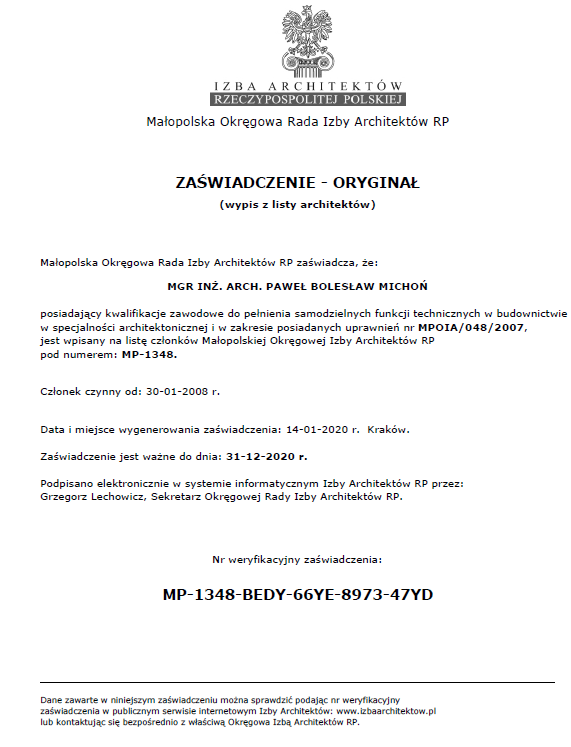 IZBA ARCHITEKTÓW
RZECZYPOSPOLITEJ POLSKIEJ
Małopolska Okręgowa Rada Izby Architektów RP
ZAŚWIADCZENIE - ORYGINAŁ
(wypis z listy architektów)
Małopolska Okręgowa Rada Izby Architektów RP zaświadcza, że:
MGR INŻ. ARCH. PAWEŁ BOLESŁAW MICHOŃ
posiadający kwalifikacje zawodowe do pełnienia samodzielnych funkcji technicznych w budownictwie
w specjalności architektonicznej i w zakresie posiadanych uprawnień nr MPOIA/048/2007,
jest wpisany na listę członków Małopolskiej Okręgowej Izby Architektów RP
pod numerem: MP-1348.
Członek czynny od: 30-01-2008 r.
Data i miejsce wygenerowania zaświadczenia: 14-01-2020 r. Kraków.
Zaświadczenie jest ważne do dnia: 31-12-2020 r.
Podpisano elektronicznie w systemie informatycznym Izby Architektów RP przez:
Grzegorz Lechowicz, Sekretarz Okręgowej Rady Izby Architektów RP.
Nr weryfikacyjny zaświadczenia:
MP-1348-BEDY-66YE-8973-47YD
Dane zawarte w niniejszym zaświadczeniu można sprawdzić podając nr weryfikacyjny
zaświadczenia w publicznym serwisie internetowym Izby Architektów: www.izbaarchitektow.pl
lub kontaktując się bezpośrednio z właściwą Okręgową Izbą Architektów RP.